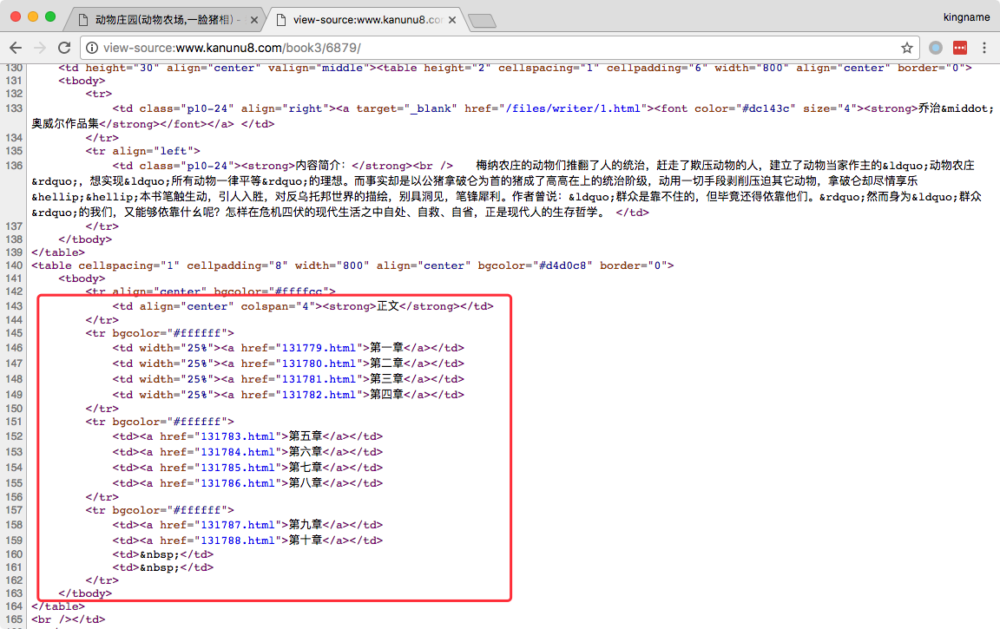 动物庄园(动物农场,一脸猪相) -
view-source:www.kanunu8.com
kingname
view-source:www.kanunu8.com/book3/6879/
130 <td height="30" align="center" valign="middle"><table height="2" cellspacing="1" cellpadding="6" width="800" align="center" border="0">
131 <tbody>
132 <tr>
133 <td class="p10-24" align="right"><a target="_blank" href="/files/writer/1.html"><font color="#dc143c" size="4"><strong>乔治&middot;
奥威尔作品集</strong></font></a> </td>
134 </tr>
135 <tr align="left">
136 <td class="p10-24"><strong>内容简介：</strong><br />　　梅纳农庄的动物们推翻了人的统治，赶走了欺压动物的人，建立了动物当家作主的&ldquo;动物农庄
&rdquo;，想实现&ldquo;所有动物一律平等&rdquo;的理想。而事实却是以公猪拿破仑为首的猪成了高高在上的统治阶级，动用一切手段剥削压迫其它动物，拿破仑却尽情享乐
&hellip;&hellip;本书笔触生动，引人入胜，对反乌托邦世界的描绘，别具洞见，笔锋犀利。作者曾说：&ldquo;群众是靠不住的，但毕竟还得依靠他们。&rdquo;然而身为&ldquo;群众
&rdquo;的我们，又能够依靠什么呢？怎样在危机四伏的现代生活之中自处、自救、自省，正是现代人的生存哲学。 </td>
137 </tr>
138 </tbody>
139 </table>
140 <table cellspacing="1" cellpadding="8" width="800" align="center" bgcolor="#d4d0c8" border="0">
141 <tbody>
142 <tr align="center" bgcolor="#ffffcc">
143 <td align="center" colspan="4"><strong>正文</strong></td>
144 </tr>
145 <tr bgcolor="#ffffff">
146 <td width="25%"><a href="131779.html">第一章</a></td>
147 <td width="25%"><a href="131780.html">第二章</a></td>
148 <td width="25%"><a href="131781.html">第三章</a></td>
149 <td width="25%"><a href="131782.html">第四章</a></td>
150 </tr>
151 <tr bgcolor="#ffffff">
152 <td><a href="131783.html">第五章</a></td>
153 <td><a href="131784.html">第六章</a></td>
154 <td><a href="131785.html">第七章</a></td>
155 <td><a href="131786.html">第八章</a></td>
156 </tr>
157 <tr bgcolor="#ffffff">
158 <td><a href="131787.html">第九章</a></td>
159 <td><a href="131788.html">第十章</a></td>
160 <td>&nbsp;</td>
161 <td>&nbsp;</td>
162 </tr>
163 </tbody>
164 </table>
165 <br /></td>